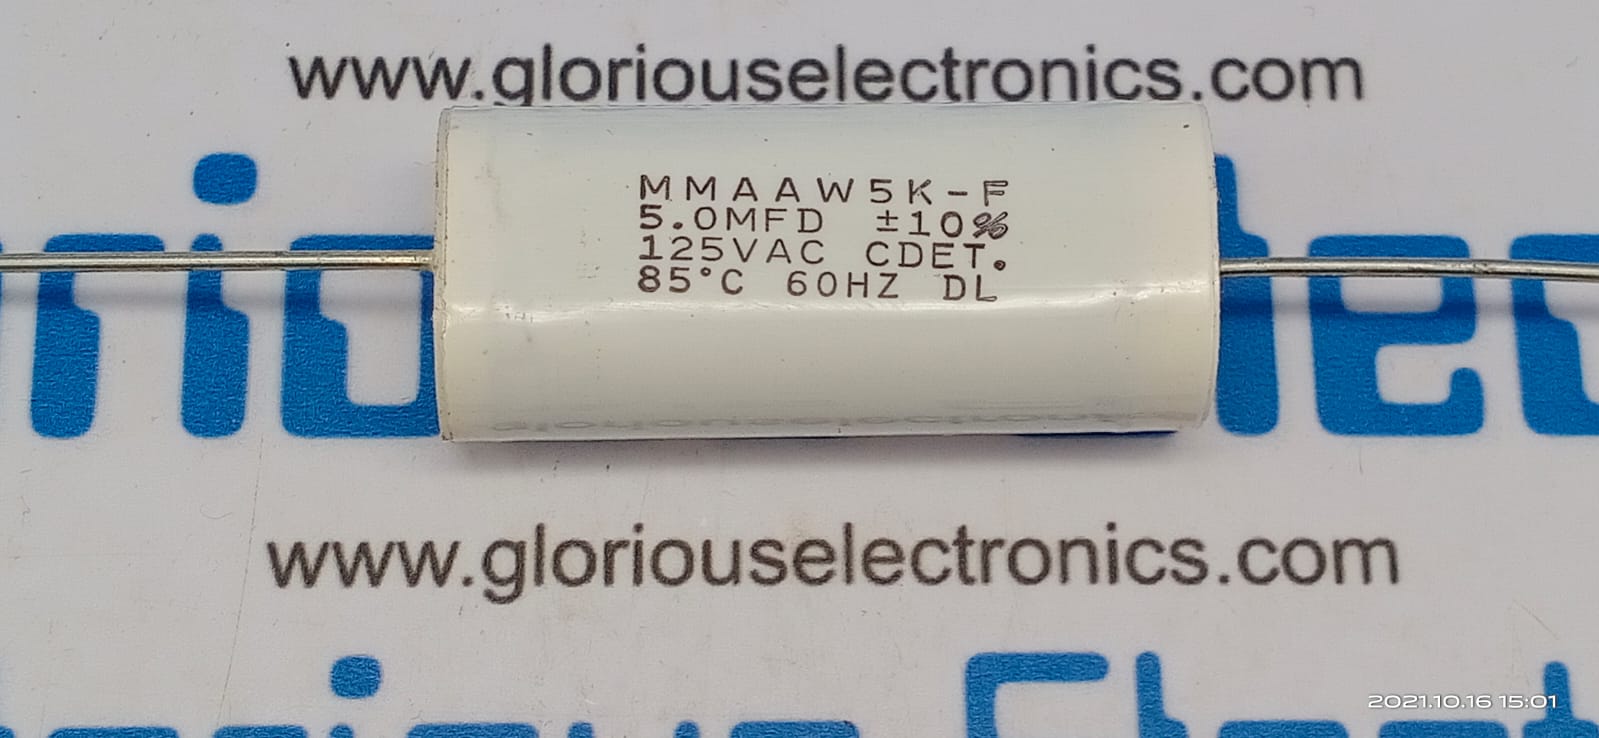 www.gloriouselectronics.com
MMAAW5K-F
5.0MFD ±10%
125VAC CDET.
85°C 60HZ DL
www.gloriouselectronics.com
2021.10.16 15:01